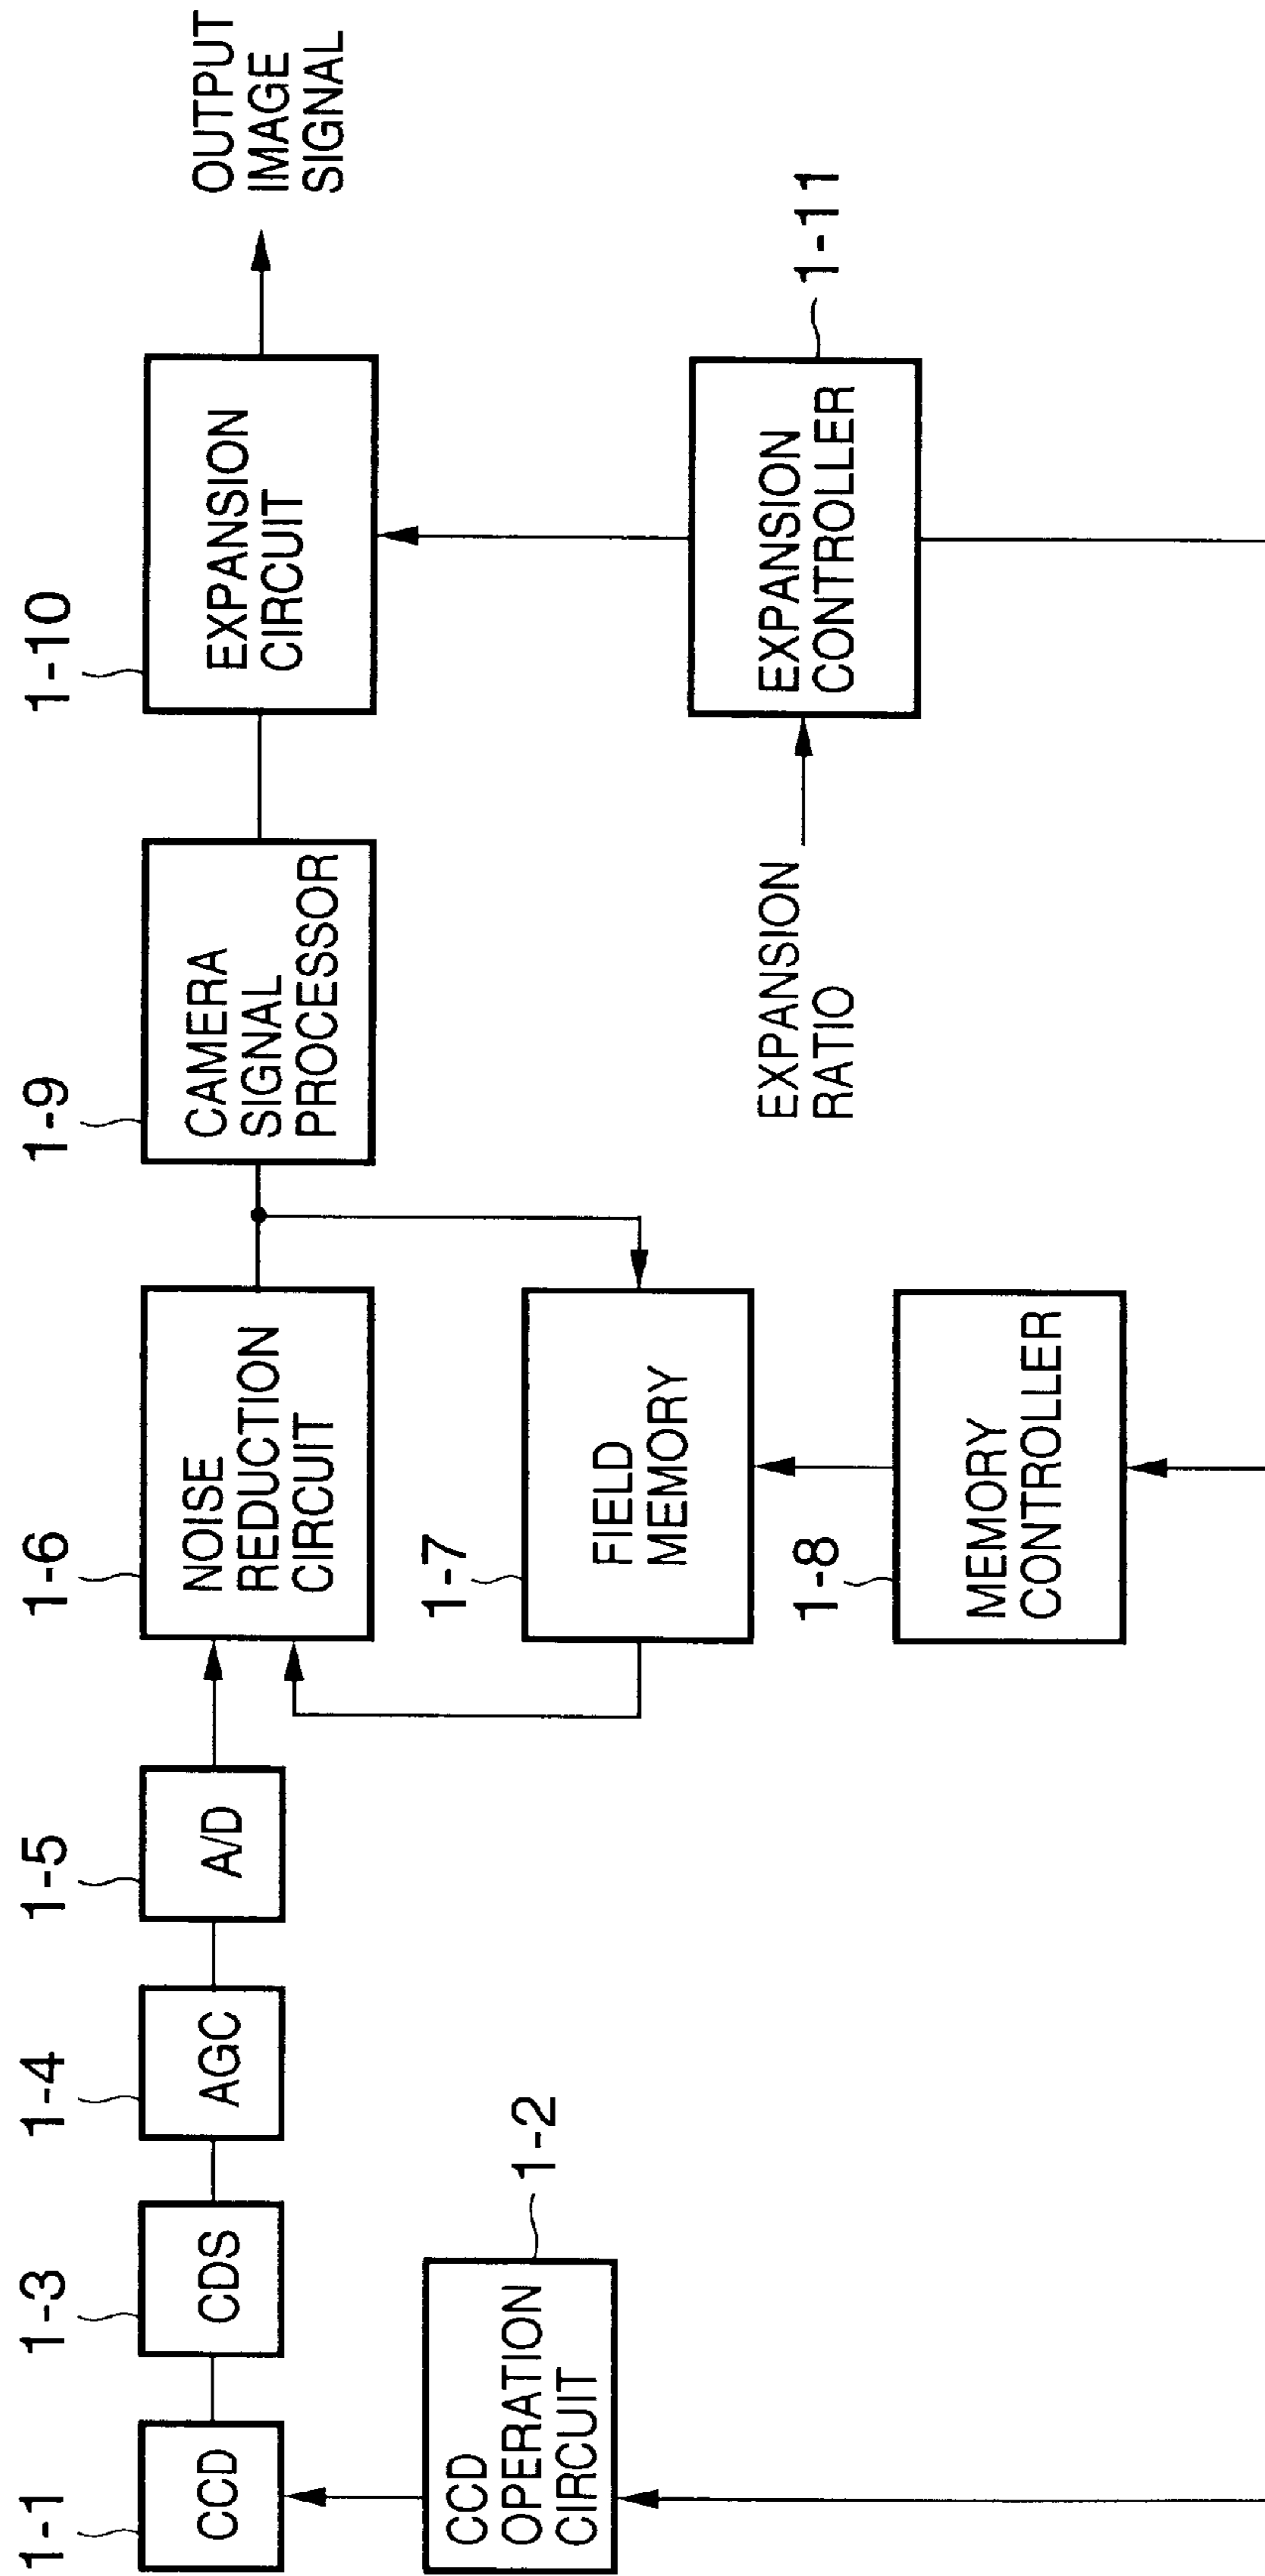 1-1
CCD
1-3
CDS
1-4
AGC
1-5
A/D
1-6
NOISE
REDUCTION
CIRCUIT
1-9
CAMERA
SIGNAL
PROCESSOR
1-10
EXPANSION
CIRCUIT
OUTPUT
IMAGE
SIGNAL
CCD
OPERATION
CIRCUIT
1-2
1-7
FIELD
MEMORY
1-8
MEMORY
CONTROLLER
EXPANSION
RATIO
EXPANSION
CONTROLLER
1-11